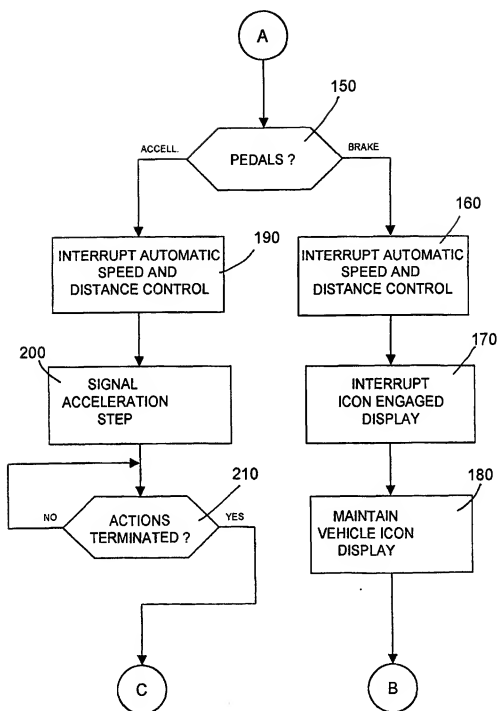 A
150
PEDALS ?
ACCELL.
BRAKE
190
INTERRUPT AUTOMATIC
SPEED AND
DISTANCE CONTROL
160
INTERRUPT AUTOMATIC
SPEED AND
DISTANCE CONTROL
200
SIGNAL
ACCELERATION
STEP
170
INTERRUPT
ICON ENGAGED
DISPLAY
210
ACTIONS
TERMINATED ?
NO
YES
180
MAINTAIN
VEHICLE ICON
DISPLAY
C
B